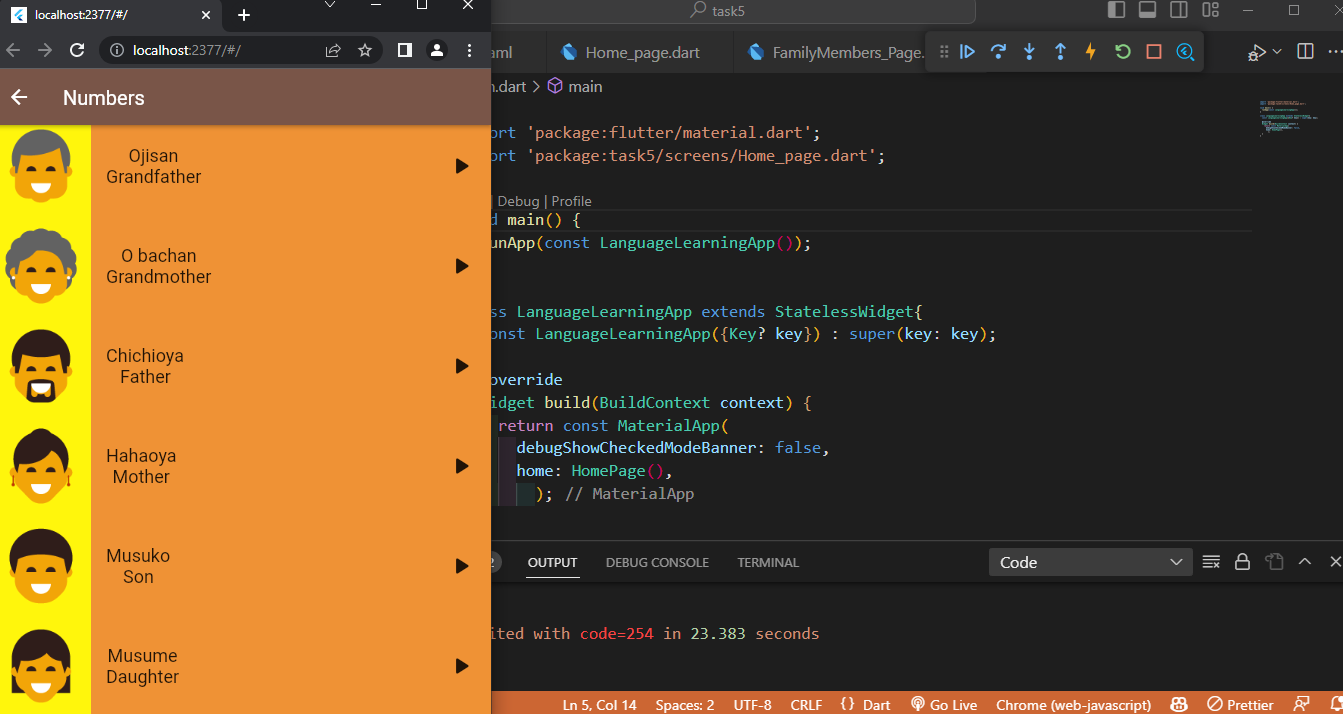 localhost:2377/#/
localhost:2377/#/
Numbers
Ojisan
Grandfather
O bachan
Grandmother
Chichioya
Father
Hahaoya
Mother
Musuko
Son
Musume
Daughter
task5
aml
Home_page.dart
FamilyMembers_Page.
n.dart > main
ort 'package:flutter/material.dart';
ort 'package:task5/screens/Home_page.dart';
| Debug | Profile
d main() {
unApp(const LanguageLearningApp());
ss LanguageLearningApp extends StatelessWidget{
onst LanguageLearningApp({Key? key}) : super(key: key);
override
idget build(BuildContext context) {
return const MaterialApp(
debugShowCheckedModeBanner: false,
home: HomePage(),
); // MaterialApp
2 OUTPUT DEBUG CONSOLE TERMINAL
Code
ited with code=254 in 23.383 seconds
Ln 5, Col 14 Spaces: 2 UTF-8 CRLF {} Dart Go Live Chrome (web-javascript) Prettier